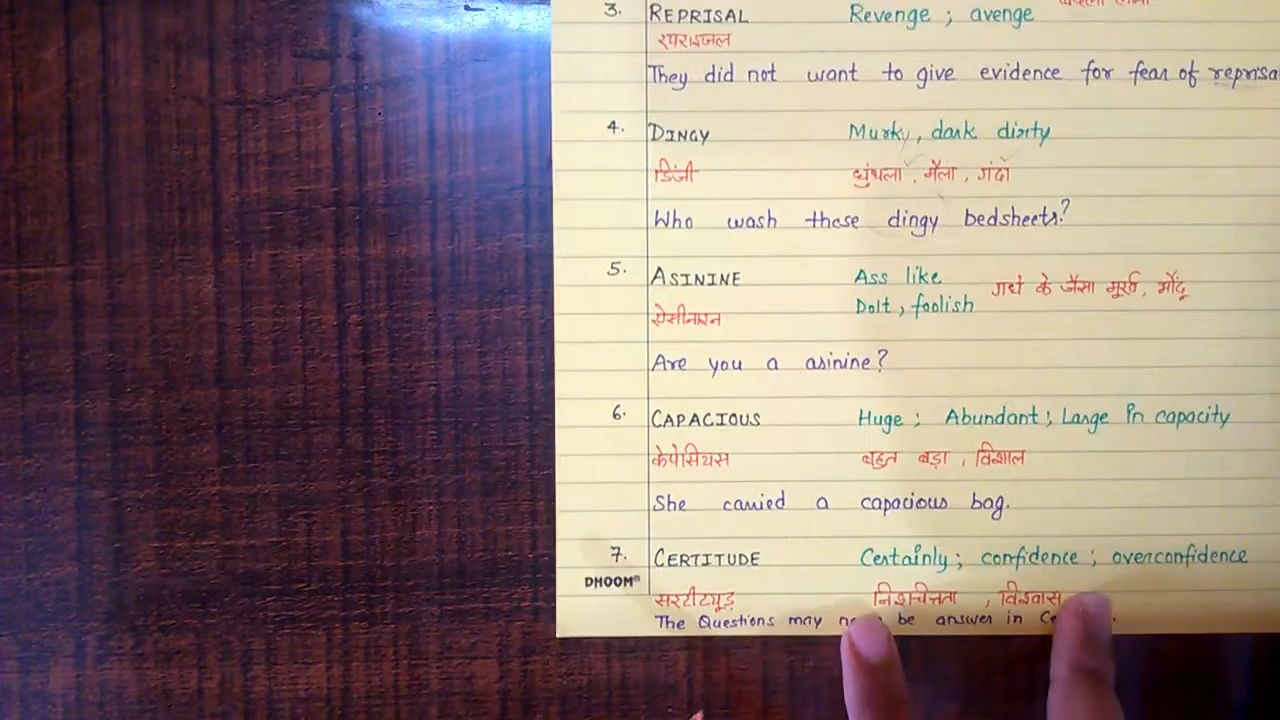 3. REPRISAL Revenge ; avenge
रपराइजल
They did not want to give evidence for fear of reprisa
4. DINGY Murky, dark dirty
डिंजी धुंधला, मैला, गंदा
Who wash these dingy bedsheets?
5. ASININE Ass like गधे के जैसा मूर्ख, भोंदू
ऐसीनाइन Dolt, foolish
Are you a asinine?
6. CAPACIOUS Huge ; Abundant ; Large in capacity
केपेसियस बहुत बड़ा, विशाल
She carried a capacious bag.
7. CERTITUDE Certainly ; confidence ; overconfidence
DHOOM®
सरटीट्यूड़ निश्चिन्तता , विश्वास
The Questions may be answer in